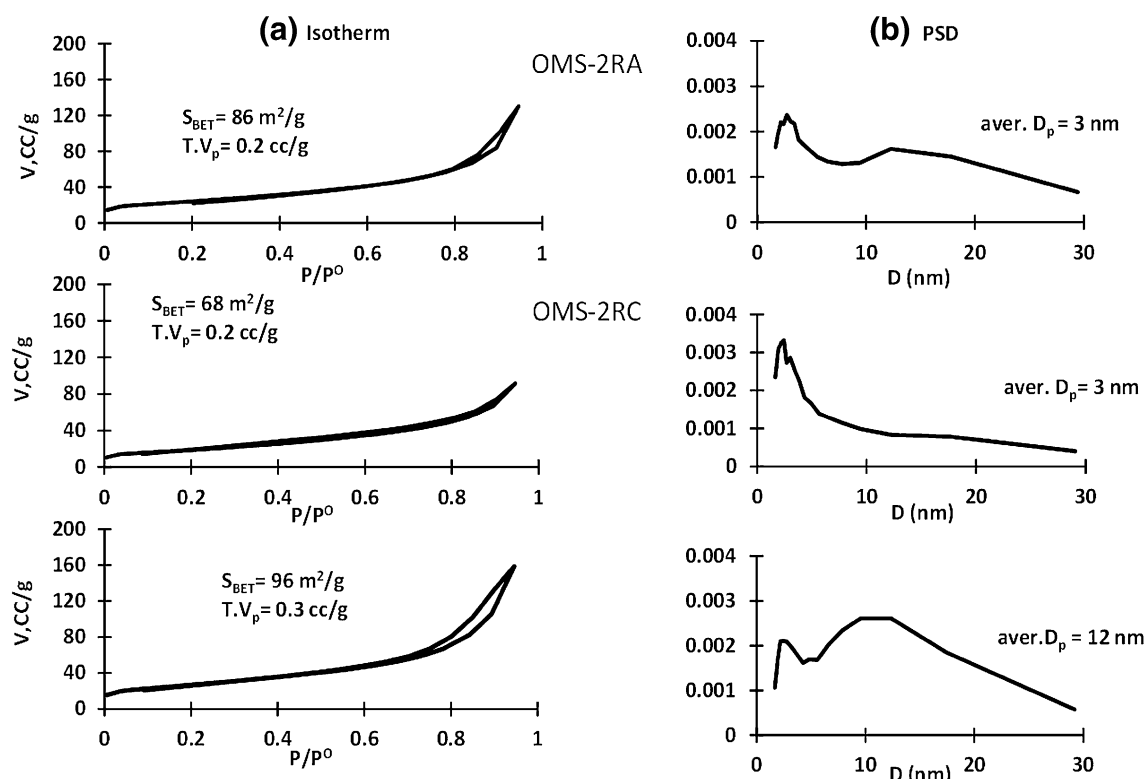 (a) Isotherm
(b) PSD
OMS-2RA
200
160
120
80
40
0
V,CC/g
S_BET= 86 m²/g
T.V_p= 0.2 cc/g
0 0.2 0.4 0.6 0.8 1
P/P⁰
0.004
0.003
0.002
0.001
0
aver. D_p = 3 nm
0 10 20 30
D (nm)
OMS-2RC
200
160
120
80
40
0
V,CC/g
S_BET= 68 m²/g
T.V_p= 0.2 cc/g
0 0.2 0.4 0.6 0.8 1
P/P⁰
0.004
0.003
0.002
0.001
0
aver. D_p= 3 nm
0 10 20 30
D (nm)
200
160
120
80
40
0
V,CC/g
S_BET= 96 m²/g
T.V_p= 0.3 cc/g
0 0.2 0.4 0.6 0.8 1
P/P⁰
0.004
0.003
0.002
0.001
0
aver.D_p = 12 nm
0 10 20 30
D (nm)